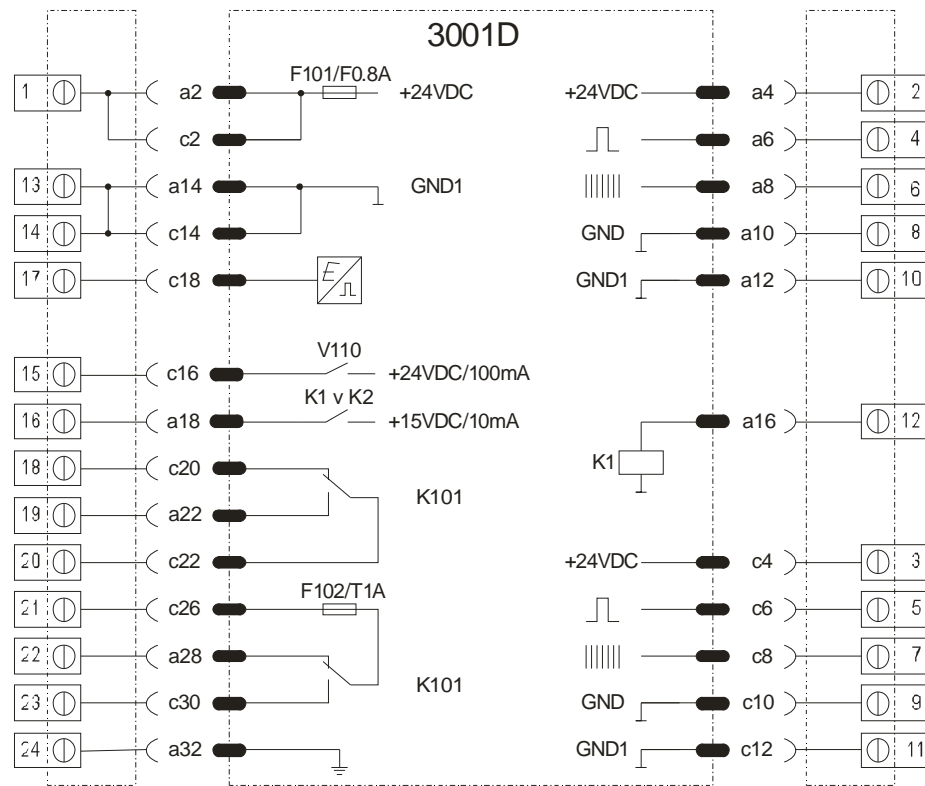 3001D
F101/F0.8A
1 a2 +24VDC +24VDC a4 2
c2 a6 4
13 a14 GND1 a8 6
14 c14 GND a10 8
17 c18 E GND1 a12 10
V110
15 c16 +24VDC/100mA
K1 v K2
16 a18 +15VDC/10mA a16 12
18 c20 K1
K101
19 a22
20 c22 +24VDC c4 3
F102/T1A
21 c26 c6 5
22 a28 c8 7
K101
23 c30 GND c10 9
24 a32 GND1 c12 11